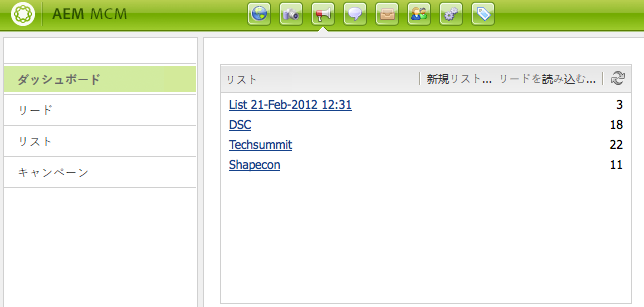 AEM MCM
ダッシュボード
リード
リスト
キャンペーン
リスト 新規リスト... リードを読み込む...
List 21-Feb-2012 12:31 3
DSC 18
Techsummit 22
Shapecon 11